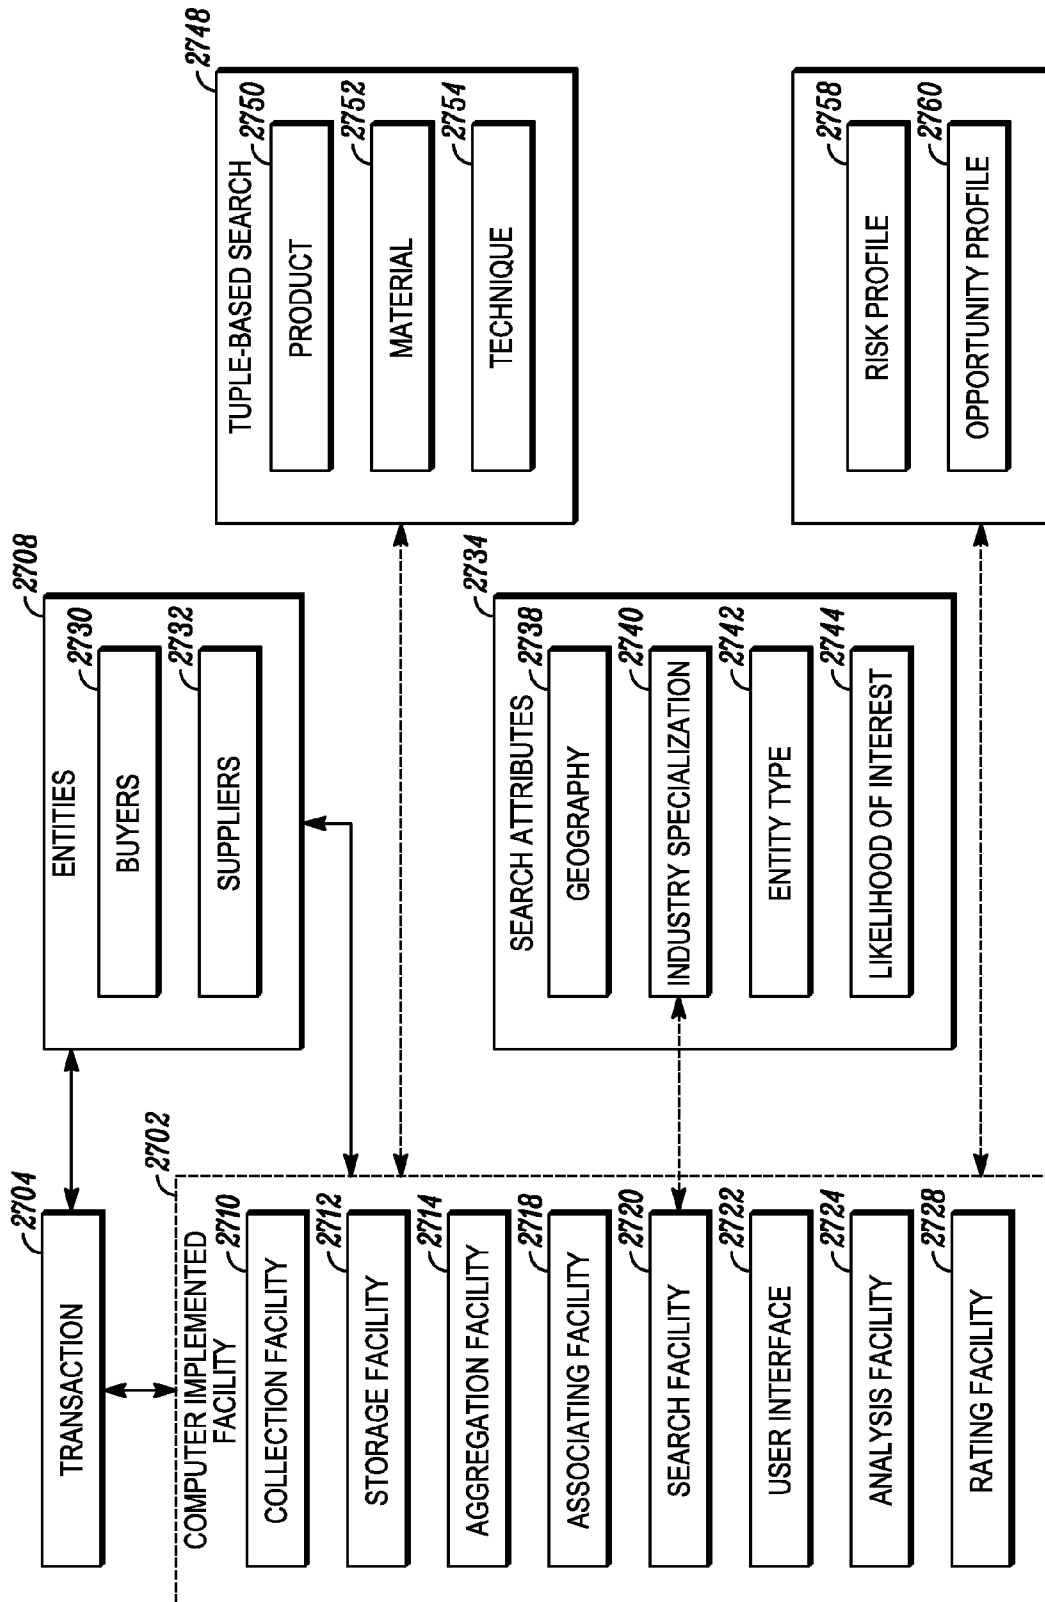 TRANSACTION
2704
COMPUTER IMPLEMENTED
FACILITY
2702
COLLECTION FACILITY
2710
STORAGE FACILITY
2712
AGGREGATION FACILITY
2714
ASSOCIATING FACILITY
2718
SEARCH FACILITY
2720
USER INTERFACE
2722
ANALYSIS FACILITY
2724
RATING FACILITY
2728
ENTITIES
2708
BUYERS
2730
SUPPLIERS
2732
SEARCH ATTRIBUTES
2734
GEOGRAPHY
2738
INDUSTRY SPECIALIZATION
2740
ENTITY TYPE
2742
LIKELIHOOD OF INTEREST
2744
TUPLE-BASED SEARCH
2748
PRODUCT
2750
MATERIAL
2752
TECHNIQUE
2754
RISK PROFILE
2758
OPPORTUNITY PROFILE
2760